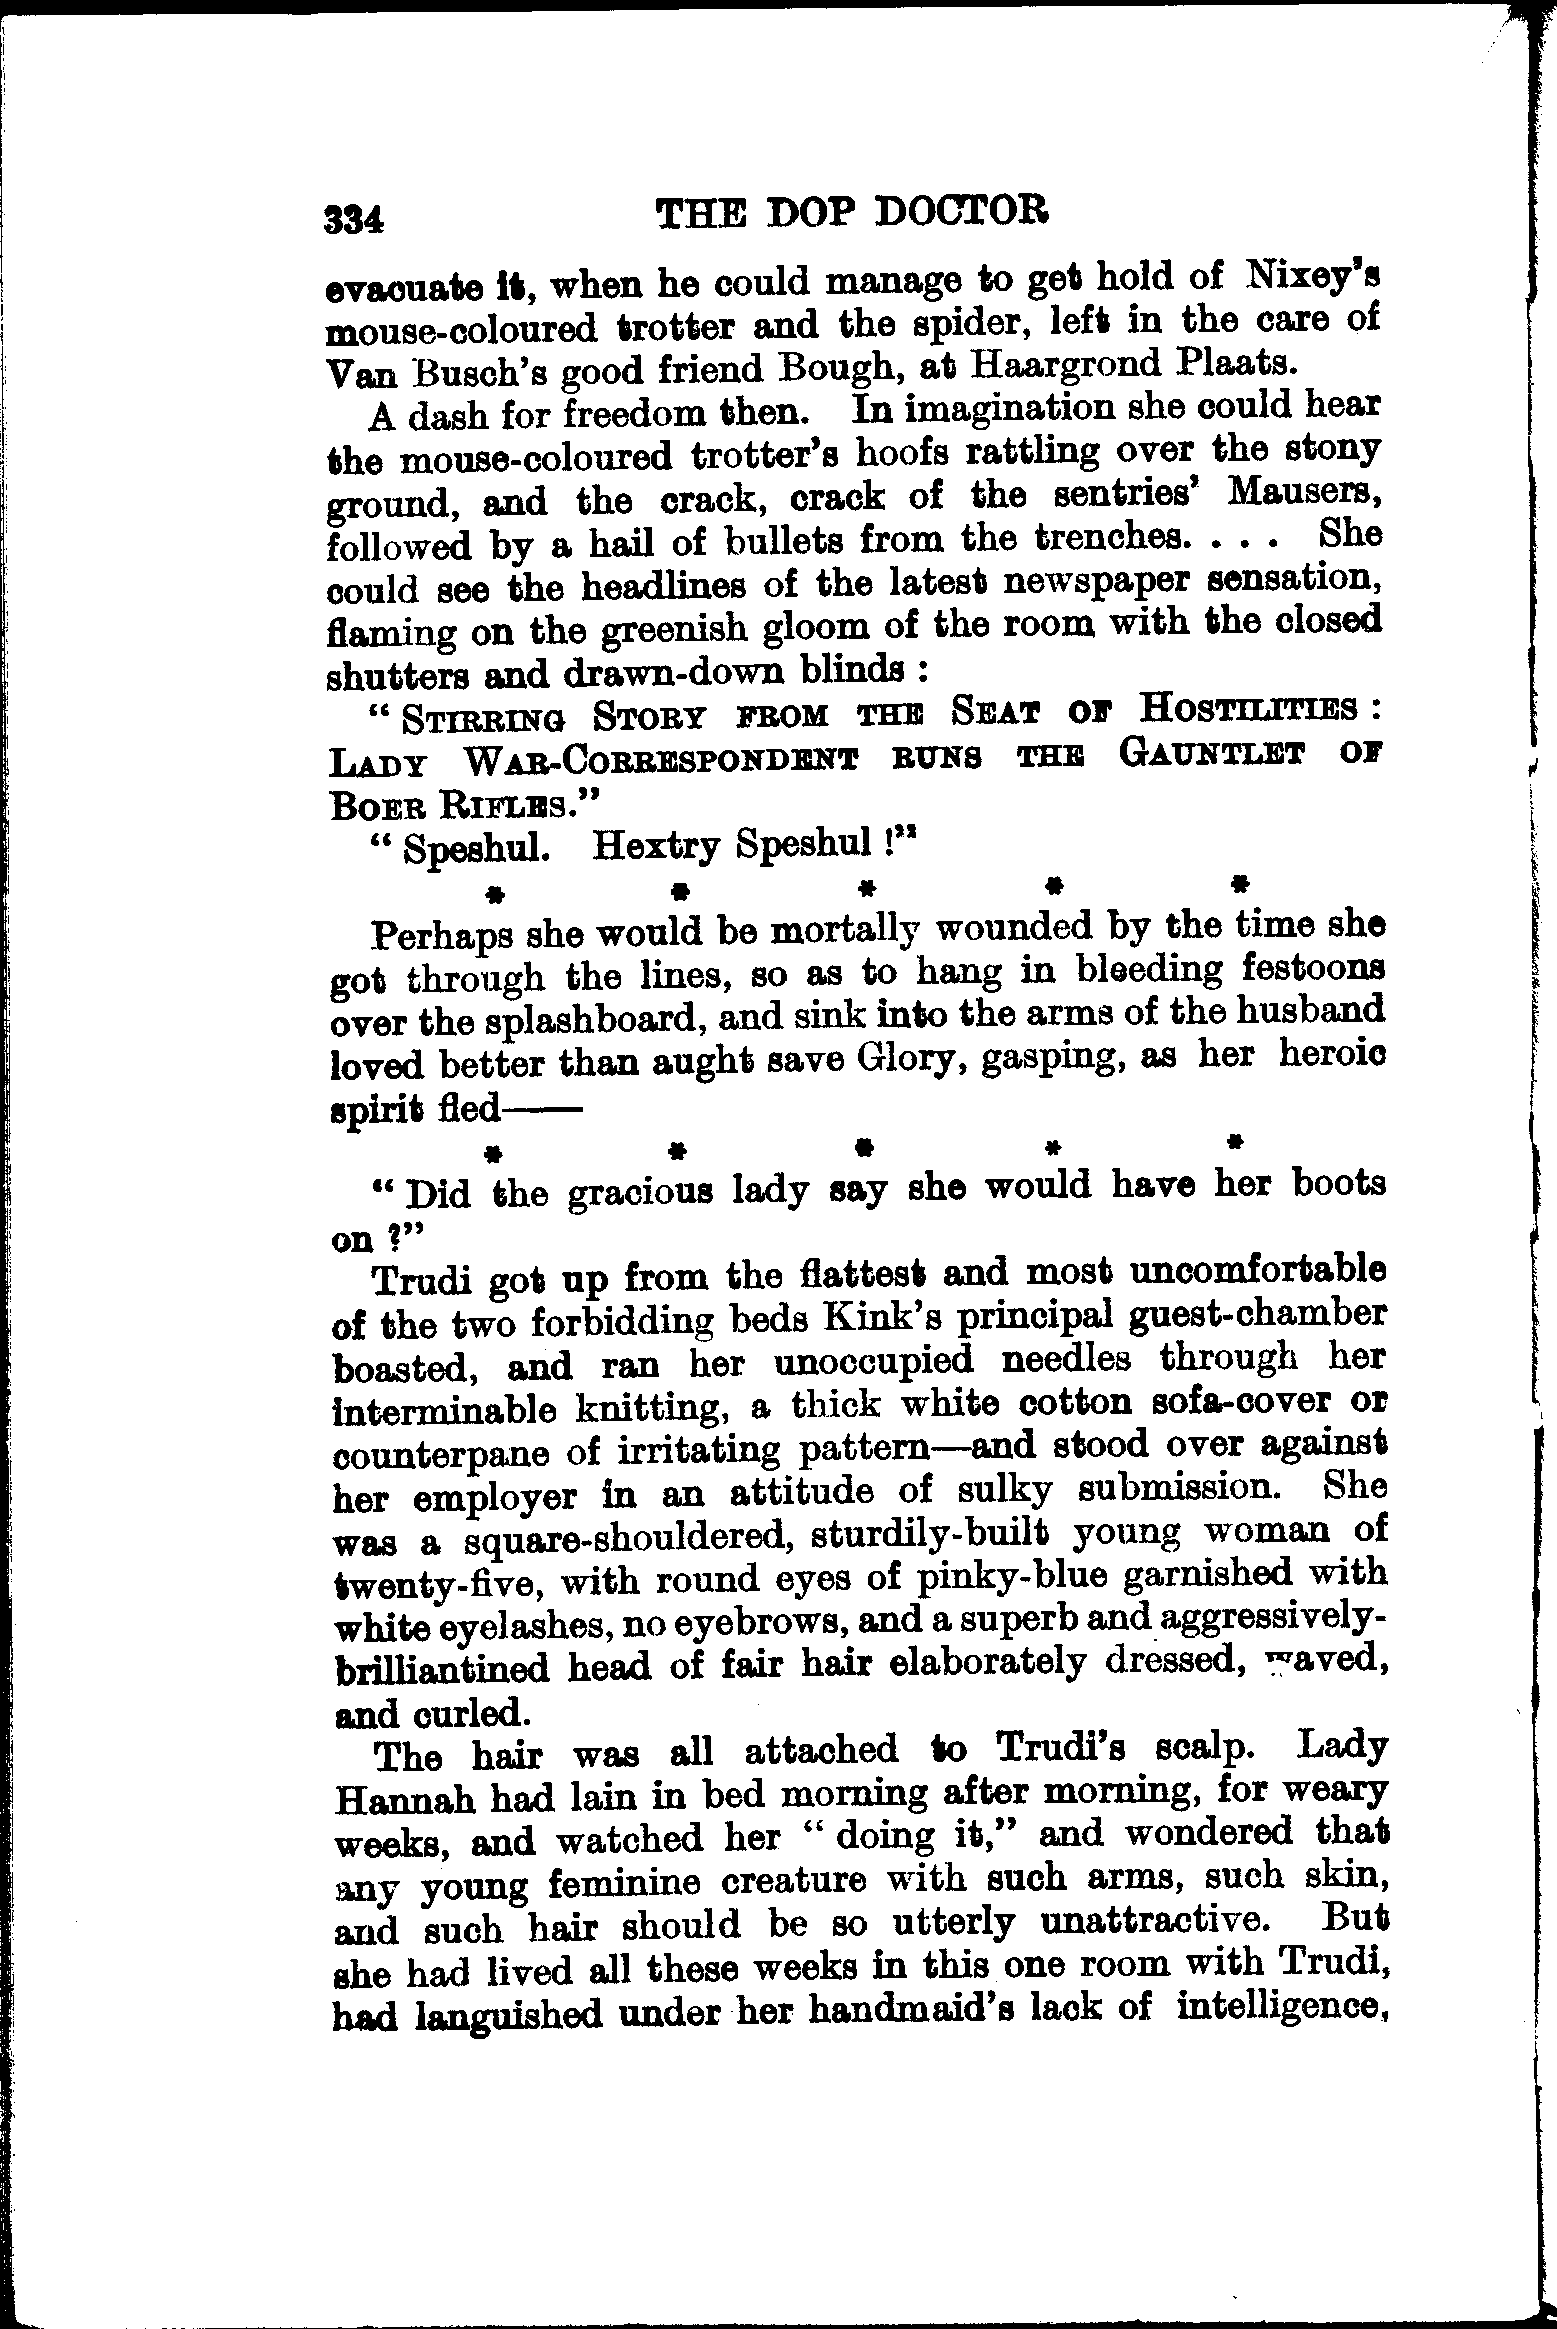 334 THE DOP DOCTOR
evacuate it, when he could manage to get hold of Nixey's
mouse-coloured trotter and the spider, left in the care of
Van Busch's good friend Bough, at Haargrond Plaats.
A dash for freedom then. In imagination she could hear
the mouse-coloured trotter's hoofs rattling over the stony
ground, and the crack, crack of the sentries' Mausers,
followed by a hail of bullets from the trenches. . . . She
could see the headlines of the latest newspaper sensation,
flaming on the greenish gloom of the room with the closed
shutters and drawn-down blinds :
" STIRRING STORY FROM THE SEAT OF HOSTILITIES :
LADY WAR-CORRESPONDENT RUNS THE GAUNTLET OF
BOER RIFLES."
" Speshul. Hextry Speshul !"
* * * * *
Perhaps she would be mortally wounded by the time she
got through the lines, so as to hang in bleeding festoons
over the splashboard, and sink into the arms of the husband
loved better than aught save Glory, gasping, as her heroic
spirit fled——
* * * * *
" Did the gracious lady say she would have her boots
on ?"
Trudi got up from the flattest and most uncomfortable
of the two forbidding beds Kink's principal guest-chamber
boasted, and ran her unoccupied needles through her
interminable knitting, a thick white cotton sofa-cover or
counterpane of irritating pattern—and stood over against
her employer in an attitude of sulky submission. She
was a square-shouldered, sturdily-built young woman of
twenty-five, with round eyes of pinky-blue garnished with
white eyelashes, no eyebrows, and a superb and aggressively-
brilliantined head of fair hair elaborately dressed, waved,
and curled.
The hair was all attached to Trudi's scalp. Lady
Hannah had lain in bed morning after morning, for weary
weeks, and watched her " doing it," and wondered that
any young feminine creature with such arms, such skin,
and such hair should be so utterly unattractive. But
she had lived all these weeks in this one room with Trudi,
had languished under her handmaid's lack of intelligence,